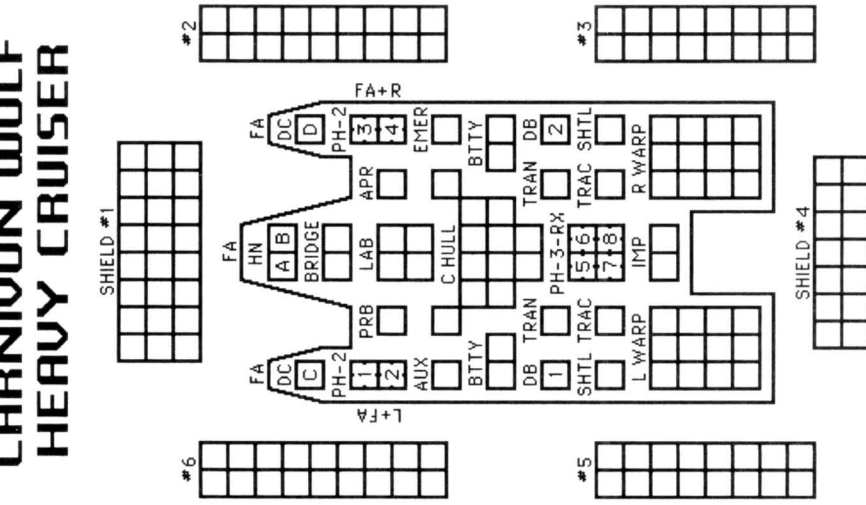 CARNIVON WOLF
HEAVY CRUISER
SHIELD #1
#2
#3
SHIELD #4
#5
#6
FA
HN
A B
BRIDGE
LAB
C HULL
PH-3-RX
5 6
7 8
IMP
FA
DC
D
PH-2
FA+R
3
4
EMER
APR
BTTY
DB
2
TRAN
SHTL
TRAC
R WARP
FA
DC
C
PH-2
L+FA
1
2
AUX
PRB
BTTY
DB
1
TRAN
SHTL
TRAC
L WARP